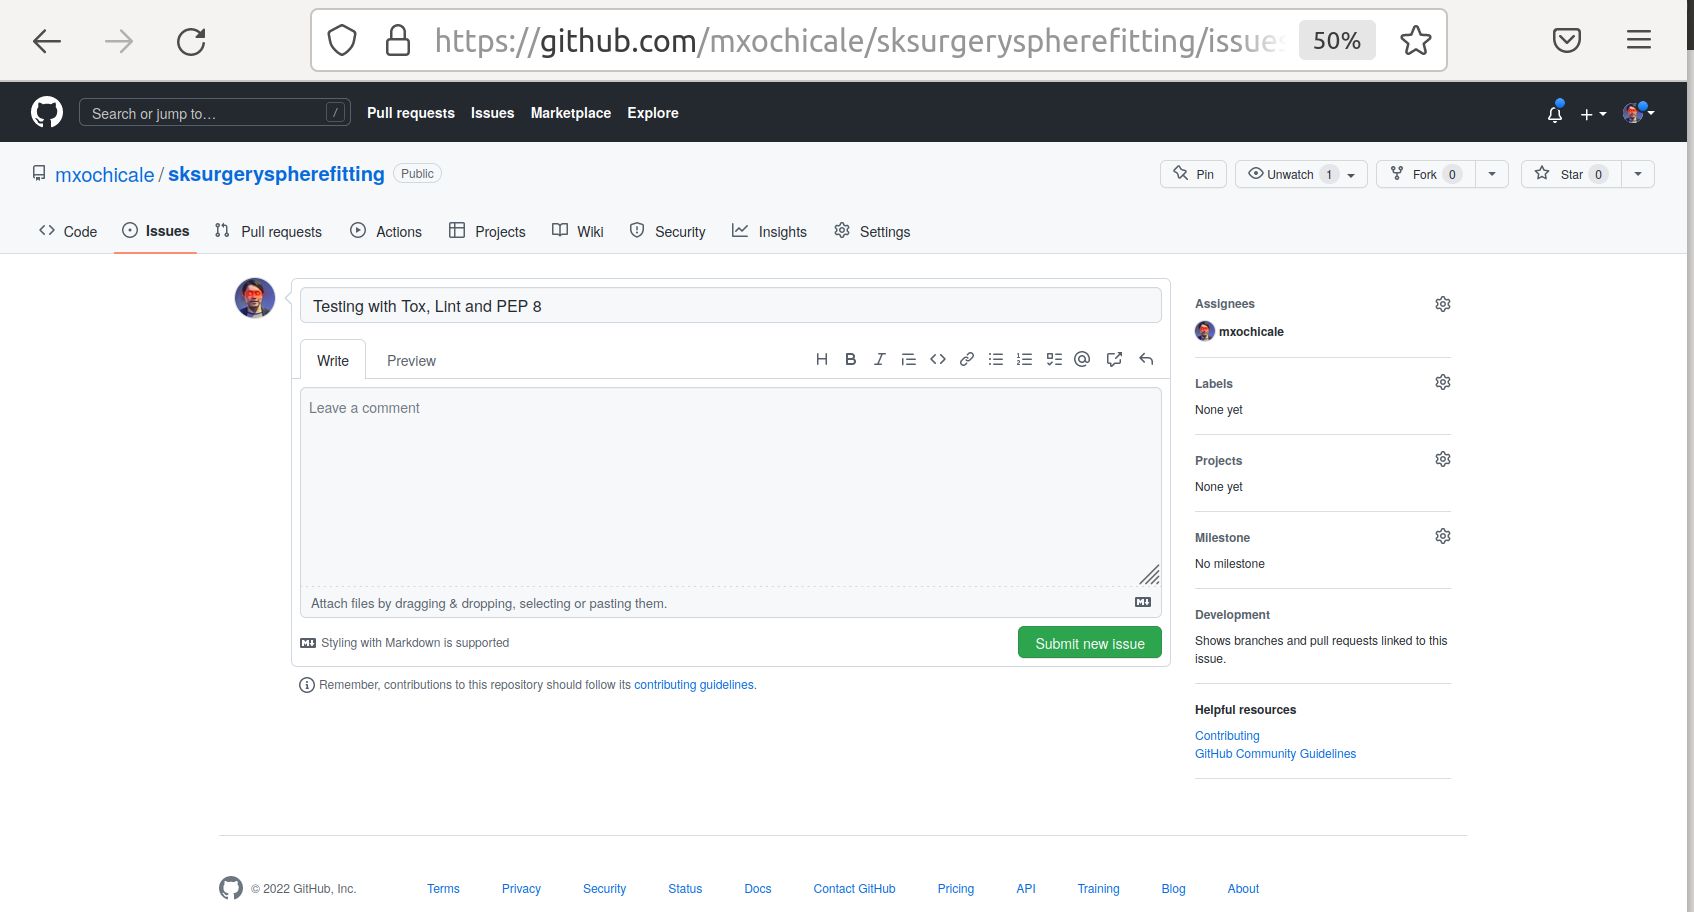 https://github.com/mxochicale/sksurgeryspherefitting/issues 50%
Search or jump to… /
Pull requests Issues Marketplace Explore
mxochicale / sksurgeryspherefitting Public
Pin Unwatch 1 Fork 0 Star 0
Code Issues Pull requests Actions Projects Wiki Security Insights Settings
Testing with Tox, Lint and PEP 8
Write Preview
Leave a comment
Attach files by dragging & dropping, selecting or pasting them.
Styling with Markdown is supported
Submit new issue
Remember, contributions to this repository should follow its contributing guidelines.
Assignees
mxochicale
Labels
None yet
Projects
None yet
Milestone
No milestone
Development
Shows branches and pull requests linked to this
issue.
Helpful resources
Contributing
GitHub Community Guidelines
© 2022 GitHub, Inc. Terms Privacy Security Status Docs Contact GitHub Pricing API Training Blog About